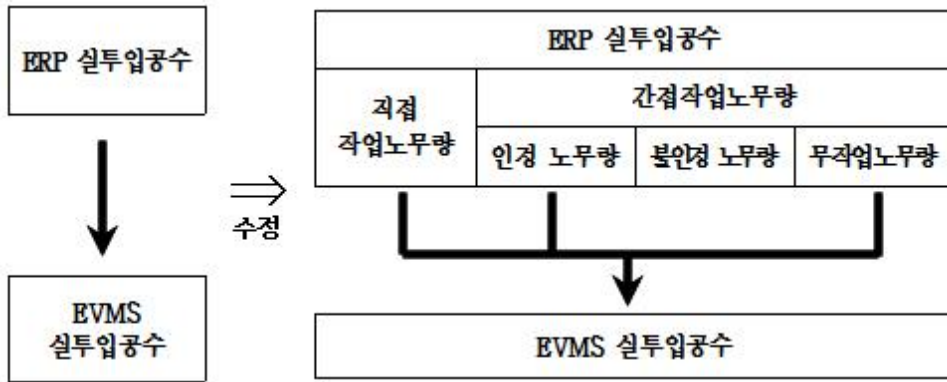 ERP 실투입공수
EVMS
실투입공수
수정
ERP 실투입공수
직접
작업노무량
간접작업노무량
인정 노무량
불인정 노무량
무작업노무량
EVMS 실투입공수